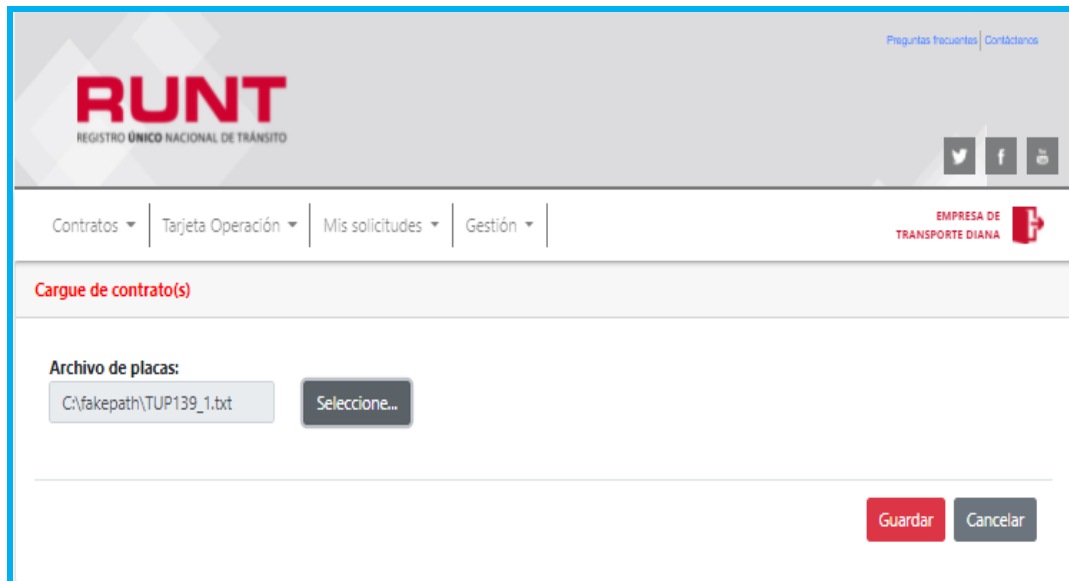 Preguntas frecuentes Contáctenos
RUNT
REGISTRO ÚNICO NACIONAL DE TRÁNSITO
Contratos Tarjeta Operación Mis solicitudes Gestión
EMPRESA DE
TRANSPORTE DIANA
Cargue de contrato(s)
Archivo de placas:
C:\fakepath\TUP139_1.txt Seleccione...
Guardar Cancelar